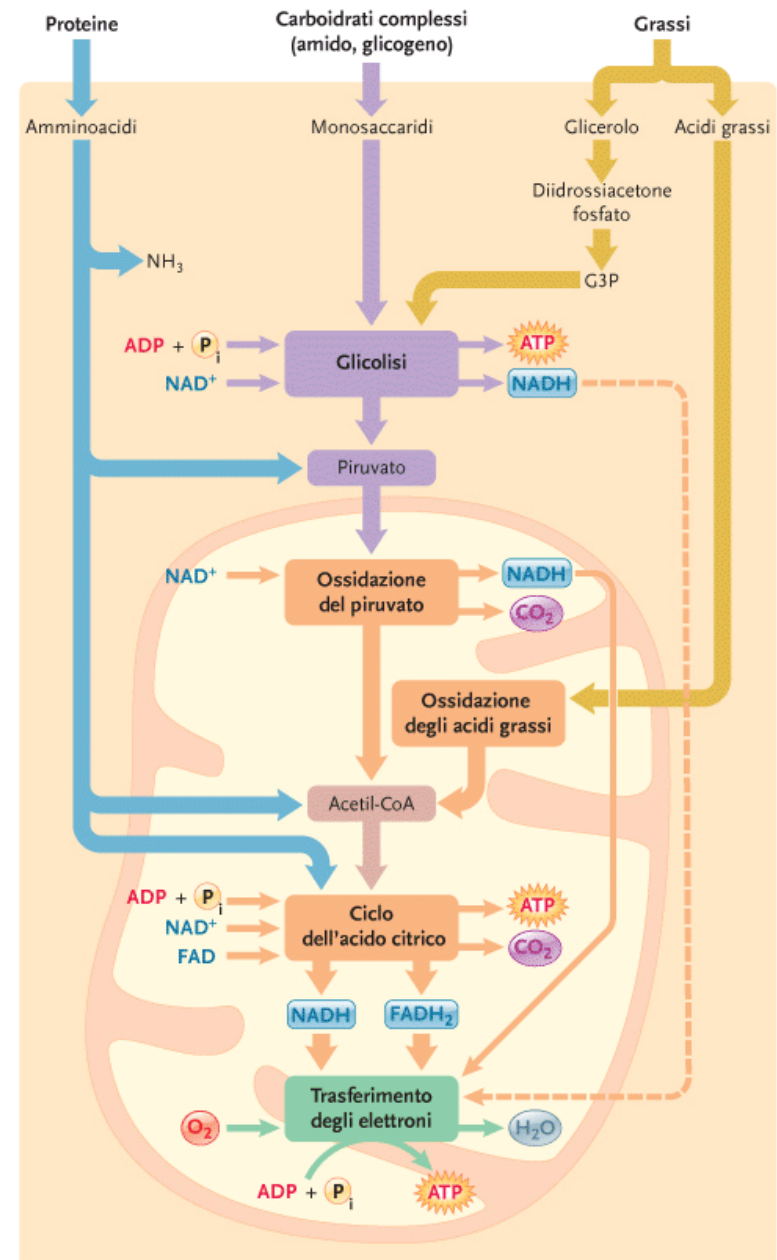 Proteine
Carboidrati complessi
(amido, glicogeno)
Grassi
Amminoacidi
Monosaccaridi
Glicerolo
Acidi grassi
Diidrossiacetone
fosfato
NH3
G3P
ADP + Pi
ATP
Glicolisi
NAD+
NADH
Piruvato
NAD+
Ossidazione
del piruvato
NADH
CO2
Ossidazione
degli acidi grassi
Acetil-CoA
ADP + Pi
NAD+
FAD
Ciclo
dell'acido citrico
ATP
CO2
NADH
FADH2
Trasferimento
degli elettroni
O2
H2O
ADP + Pi
ATP